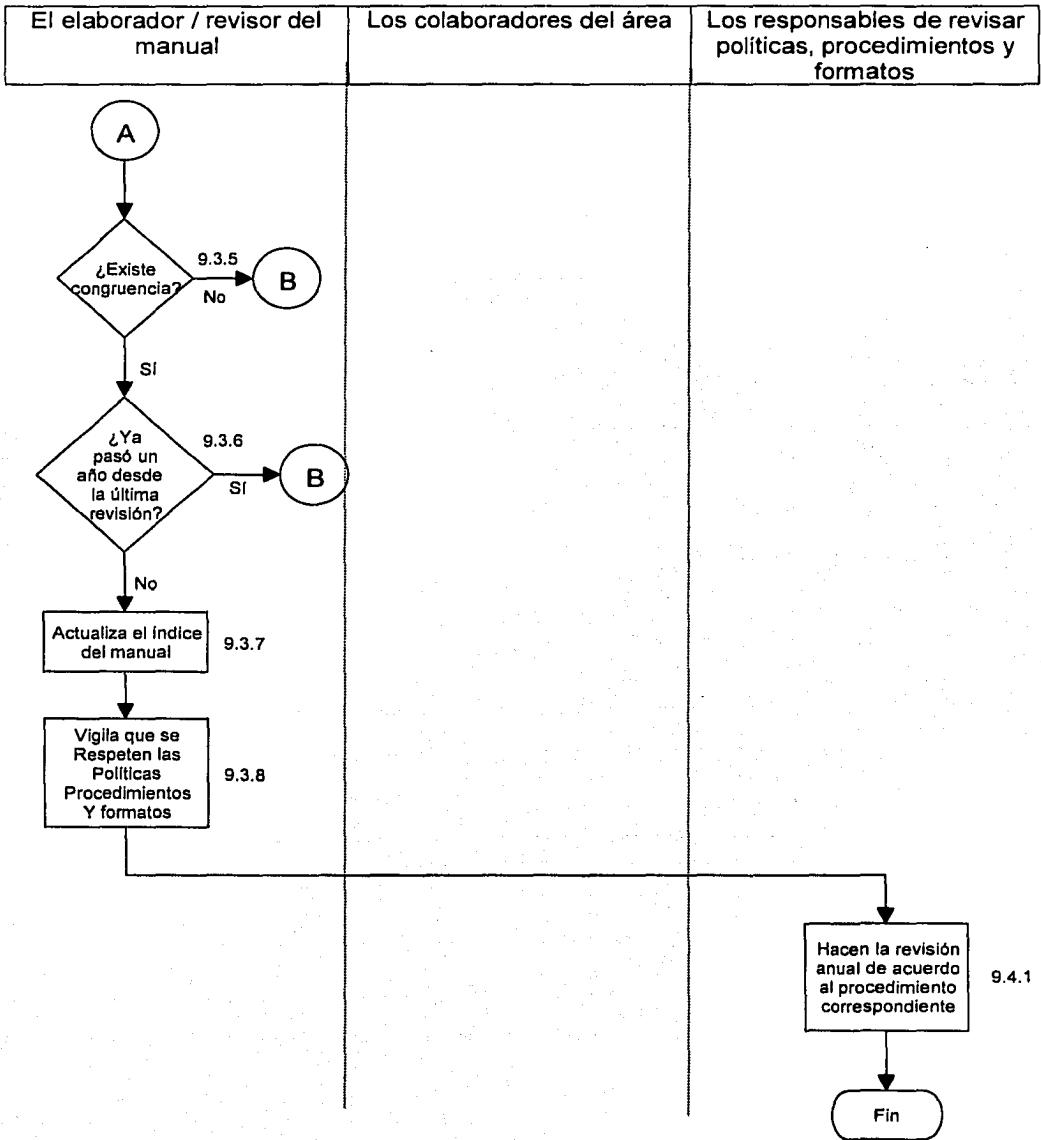 El elaborador / revisor del
manual
Los colaboradores del área
Los responsables de revisar
políticas, procedimientos y
formatos
A
¿Existe
congruencia?
9.3.5
No
B
Sí
¿Ya
pasó un
año desde
la última
revisión?
9.3.6
Sí
B
No
Actualiza el índice
del manual
9.3.7
Vigila que se
Respeten las
Políticas
Procedimientos
Y formatos
9.3.8
Hacen la revisión
anual de acuerdo
al procedimiento
correspondiente
9.4.1
Fin